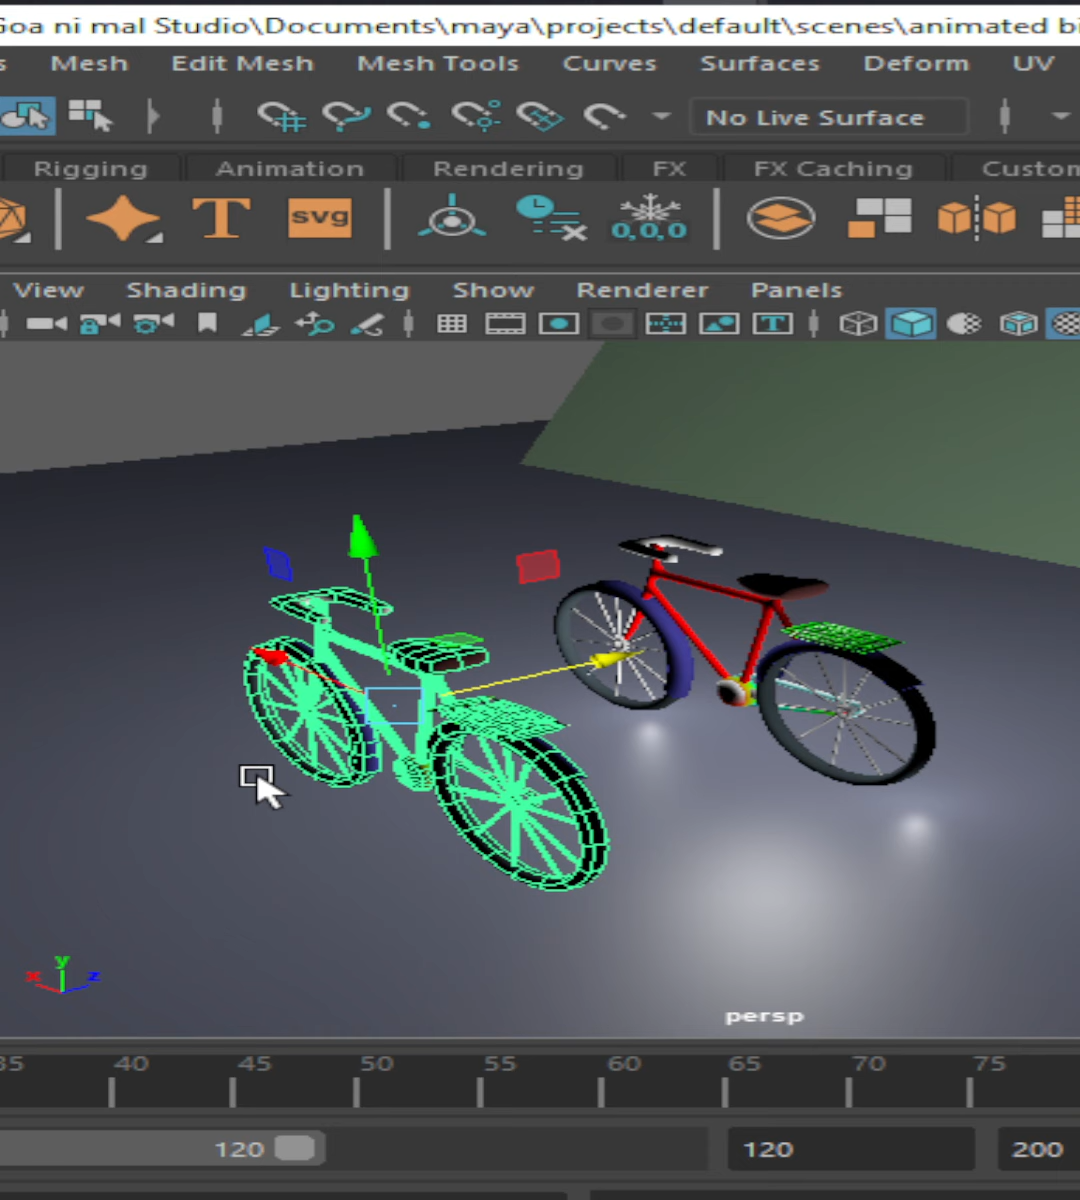 Goa ni mal Studio\Documents\maya\projects\default\scenes\animated bi
s Mesh Edit Mesh Mesh Tools Curves Surfaces Deform UV
No Live Surface
Rigging Animation Rendering FX FX Caching Custom
T svg 0,0,0
View Shading Lighting Show Renderer Panels
T
y
x z
persp
35 40 45 50 55 60 65 70 75
120 120 200